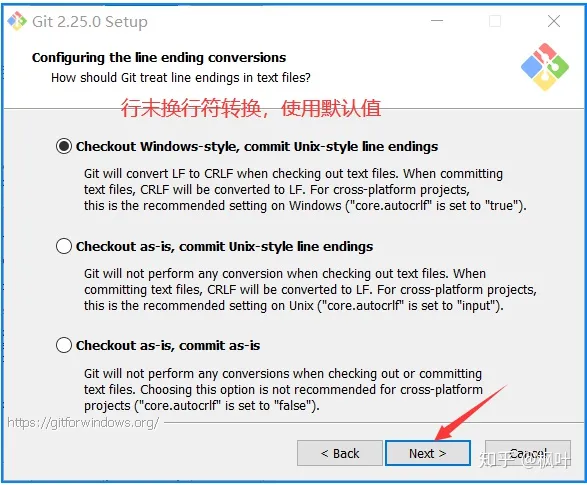 Git 2.25.0 Setup
Configuring the line ending conversions
How should Git treat line endings in text files?
行末换行符转换，使用默认值
Checkout Windows-style, commit Unix-style line endings
Git will convert LF to CRLF when checking out text files. When committing
text files, CRLF will be converted to LF. For cross-platform projects,
this is the recommended setting on Windows ("core.autocrlf" is set to "true").
Checkout as-is, commit Unix-style line endings
Git will not perform any conversion when checking out text files. When
committing text files, CRLF will be converted to LF. For cross-platform projects,
this is the recommended setting on Unix ("core.autocrlf" is set to "input").
Checkout as-is, commit as-is
Git will not perform any conversions when checking out or committing
text files. Choosing this option is not recommended for cross-platform
projects ("core.autocrlf" is set to "false").
https://gitforwindows.org/
< Back
Next >
Cancel
知乎 @枫叶